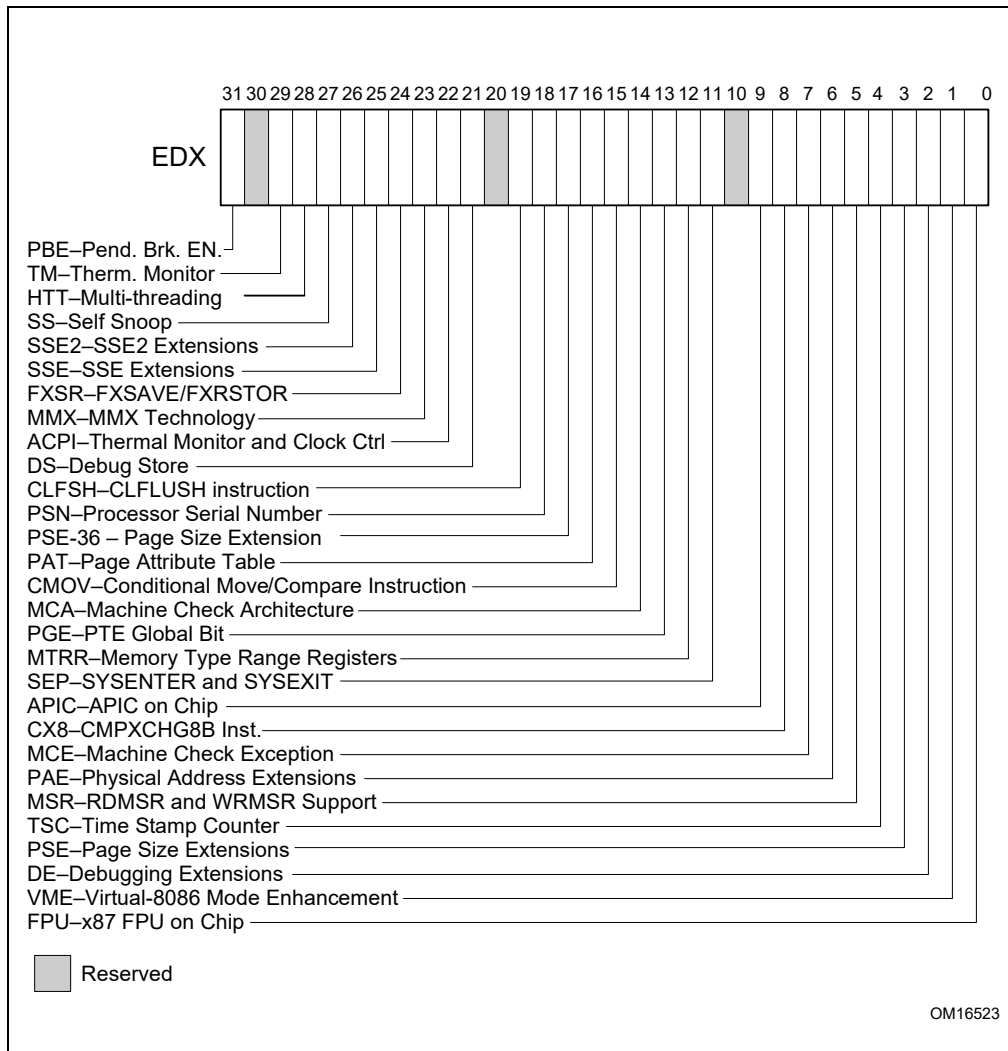 31 30 29 28 27 26 25 24 23 22 21 20 19 18 17 16 15 14 13 12 11 10 9 8 7 6 5 4 3 2 1 0
EDX
PBE–Pend. Brk. EN.
TM–Therm. Monitor
HTT–Multi-threading
SS–Self Snoop
SSE2–SSE2 Extensions
SSE–SSE Extensions
FXSR–FXSAVE/FXRSTOR
MMX–MMX Technology
ACPI–Thermal Monitor and Clock Ctrl
DS–Debug Store
CLFSH–CLFLUSH instruction
PSN–Processor Serial Number
PSE-36 – Page Size Extension
PAT–Page Attribute Table
CMOV–Conditional Move/Compare Instruction
MCA–Machine Check Architecture
PGE–PTE Global Bit
MTRR–Memory Type Range Registers
SEP–SYSENTER and SYSEXIT
APIC–APIC on Chip
CX8–CMPXCHG8B Inst.
MCE–Machine Check Exception
PAE–Physical Address Extensions
MSR–RDMSR and WRMSR Support
TSC–Time Stamp Counter
PSE–Page Size Extensions
DE–Debugging Extensions
VME–Virtual-8086 Mode Enhancement
FPU–x87 FPU on Chip
Reserved
OM16523